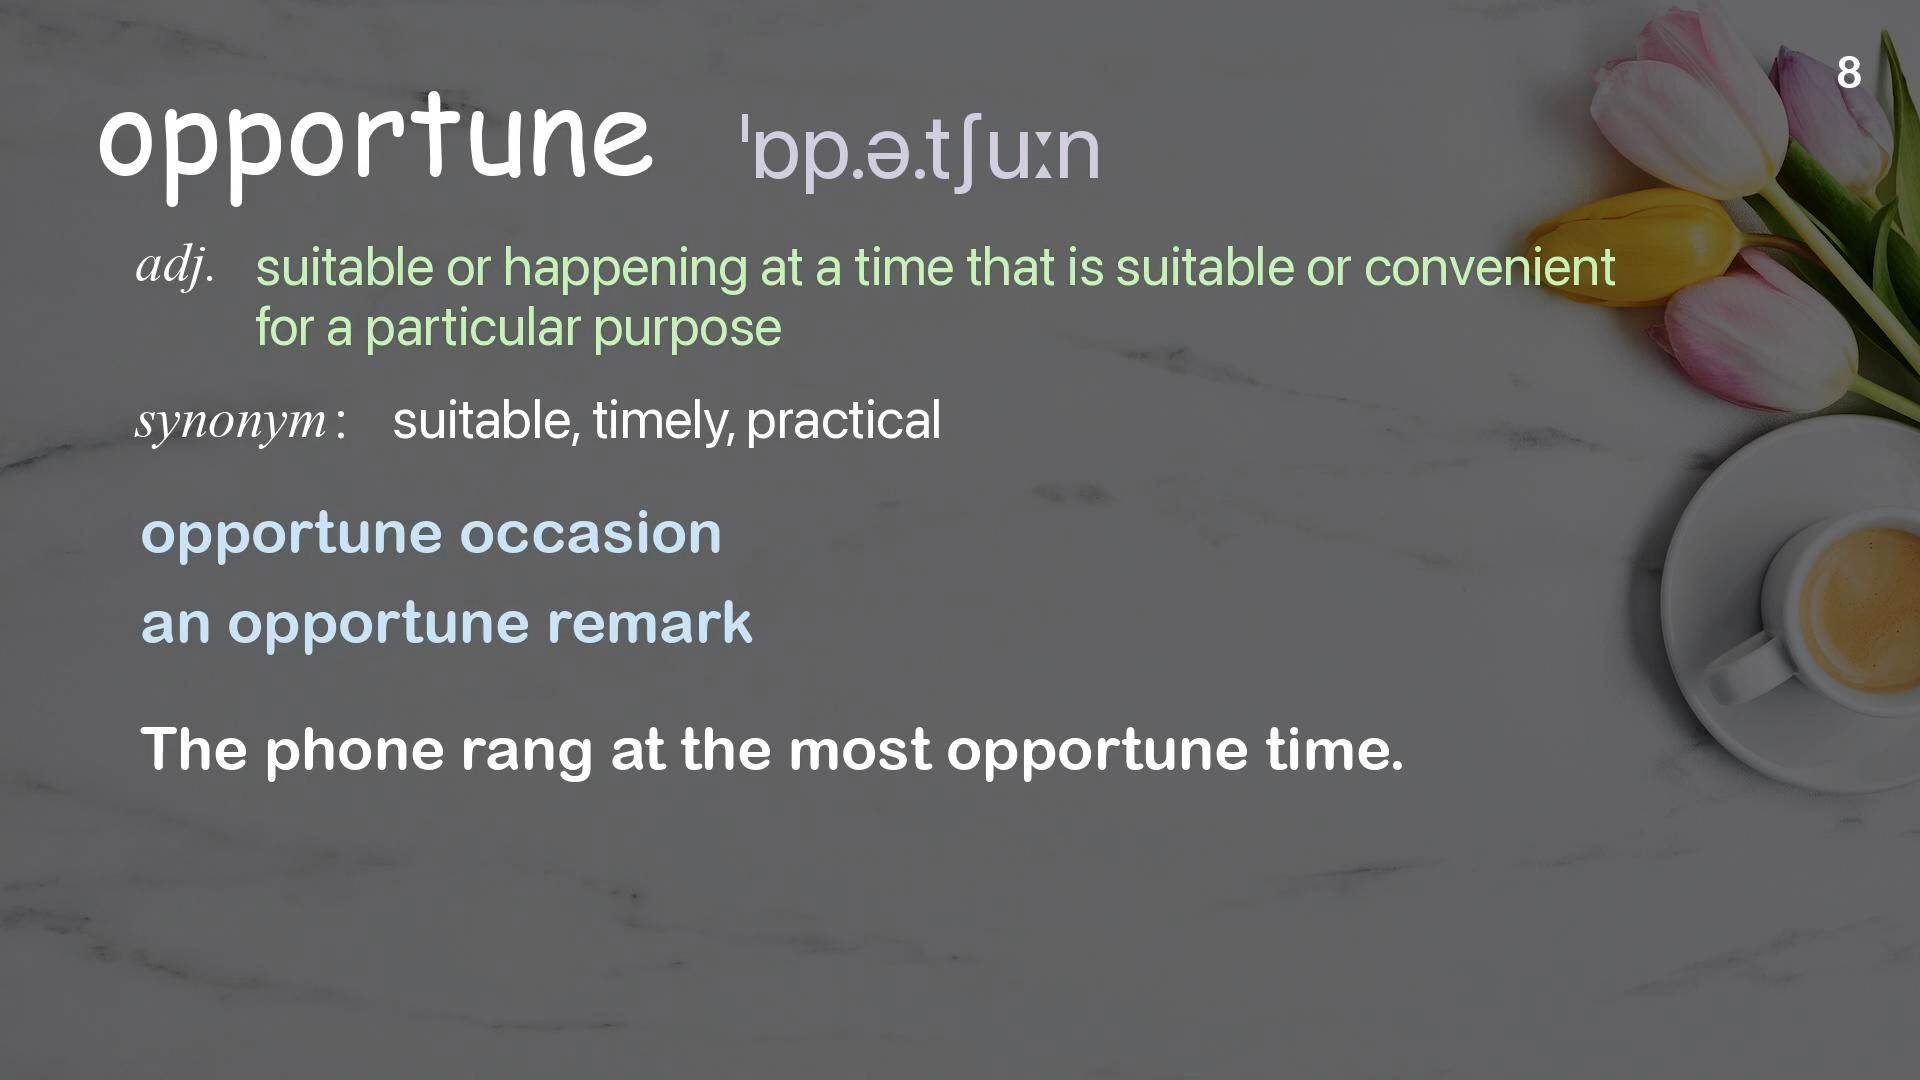 8
opportune ˈɒp.ə.tʃuːn
adj. suitable or happening at a time that is suitable or convenient
for a particular purpose
synonym : suitable, timely, practical
opportune occasion
an opportune remark
The phone rang at the most opportune time.